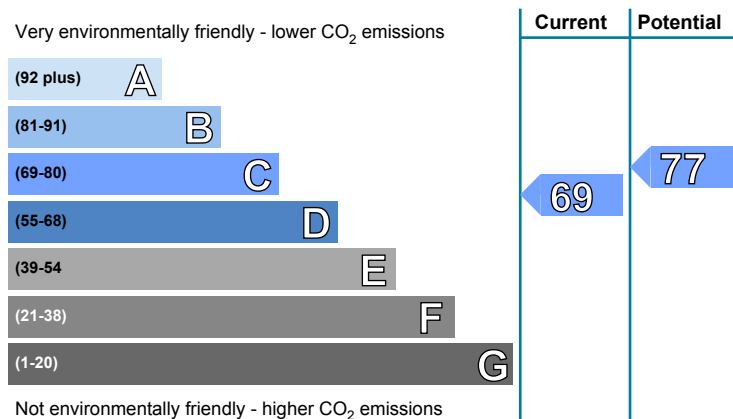 Current Potential
Very environmentally friendly - lower CO2 emissions
(92 plus) A
(81-91) B
(69-80) C
77
69
(55-68) D
(39-54 E
(21-38) F
(1-20) G
Not environmentally friendly - higher CO2 emissions